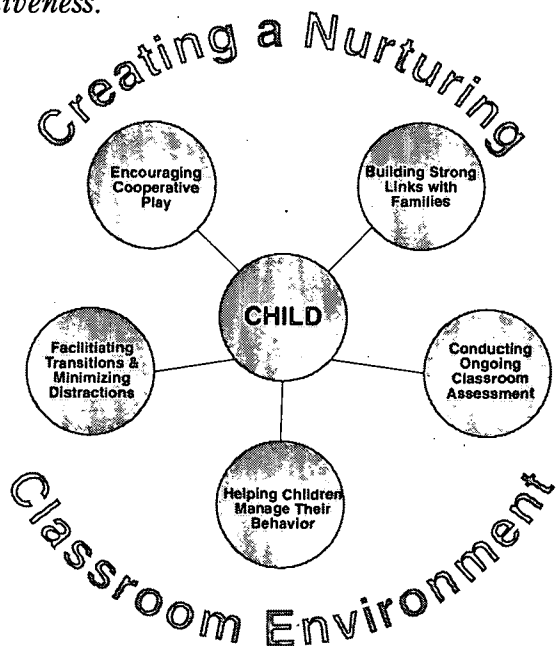 Creating a Nurturing
Encouraging
Cooperative
Play
Building Strong
Links with
Families
CHILD
Facilitiating
Transitions &
Minimizing
Distractions
Conducting
Ongoing
Classroom
Assessment
Helping Children
Manage Their
Behavior
Classroom Environment